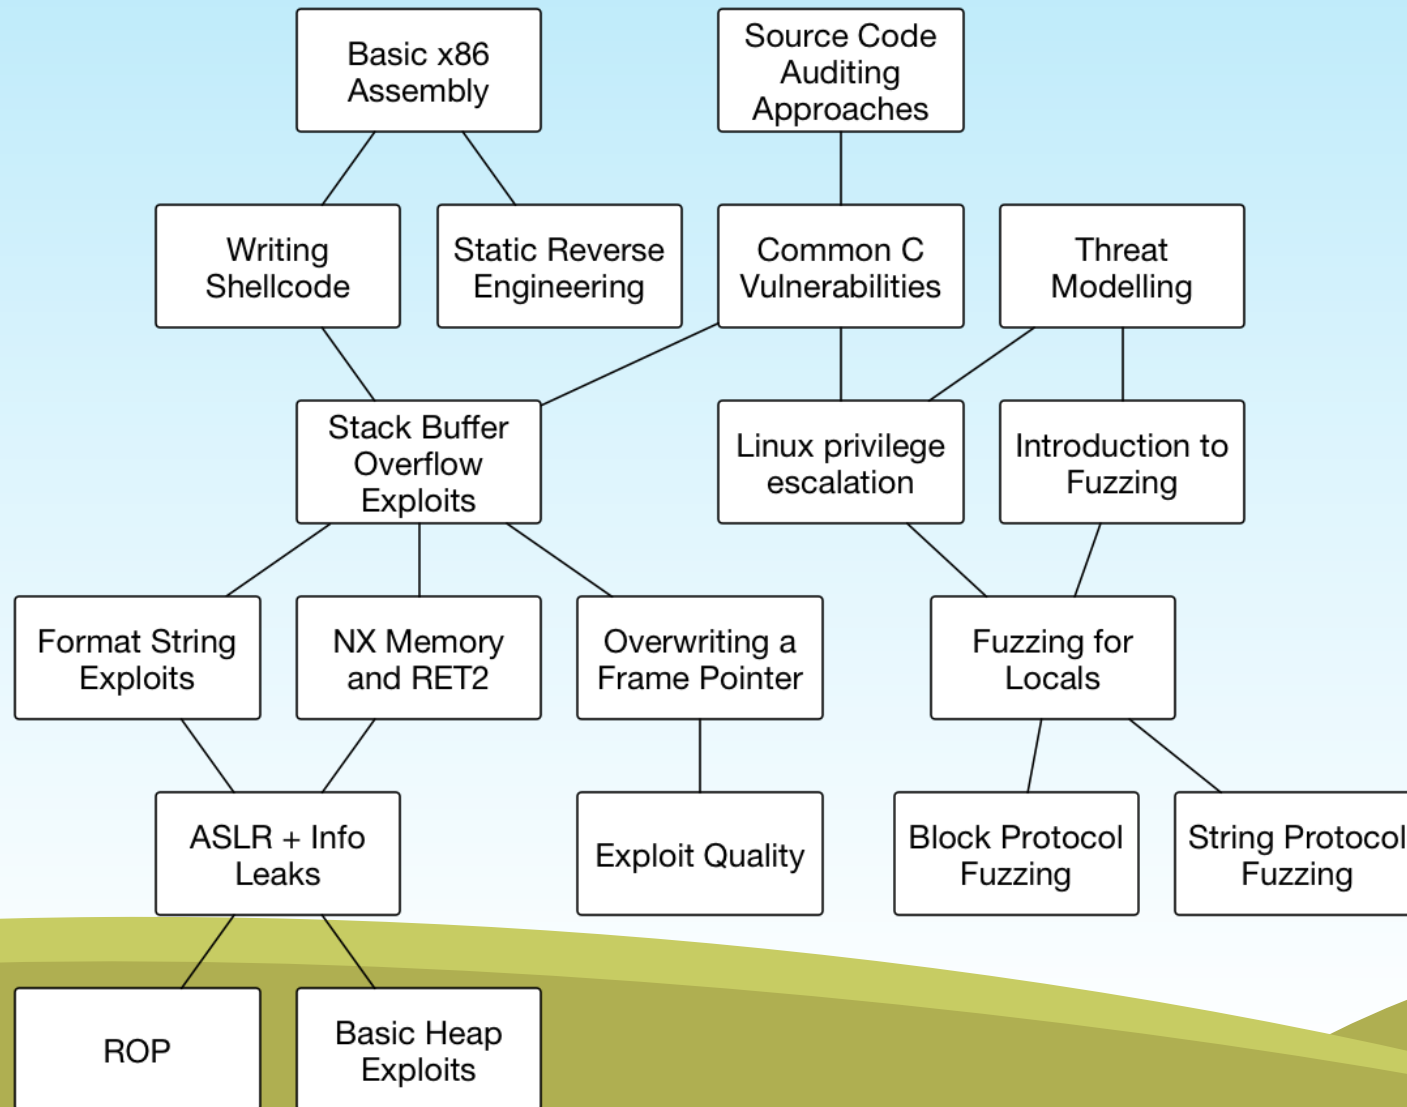 Basic x86
Assembly
Source Code
Auditing
Approaches
Writing
Shellcode
Static Reverse
Engineering
Common C
Vulnerabilities
Threat
Modelling
Stack Buffer
Overflow
Exploits
Linux privilege
escalation
Introduction to
Fuzzing
Format String
Exploits
NX Memory
and RET2
Overwriting a
Frame Pointer
Fuzzing for
Locals
ASLR + Info
Leaks
Exploit Quality
Block Protocol
Fuzzing
String Protocol
Fuzzing
ROP
Basic Heap
Exploits